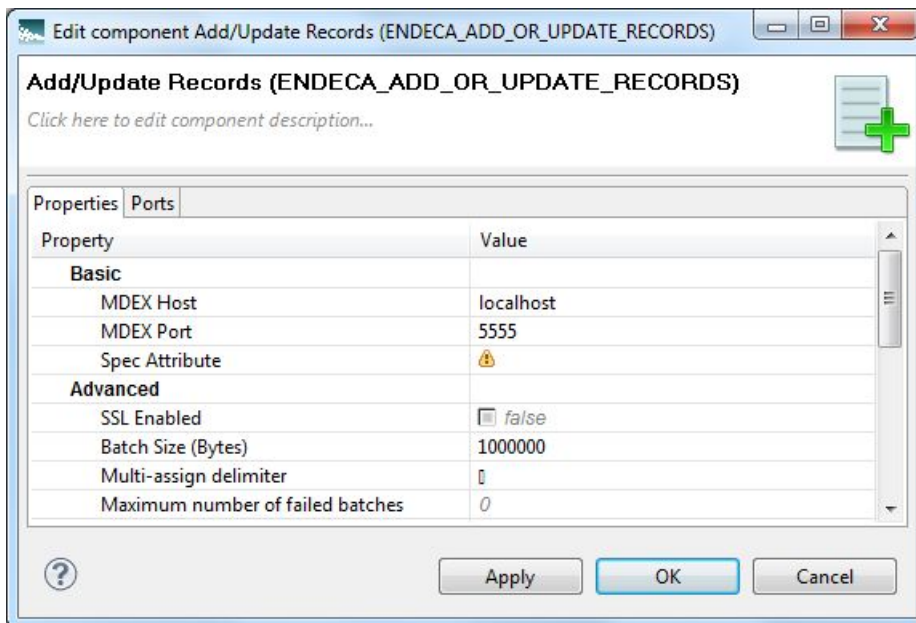 Edit component Add/Update Records (ENDECA_ADD_OR_UPDATE_RECORDS)
Add/Update Records (ENDECA_ADD_OR_UPDATE_RECORDS)
Click here to edit component description...
Properties Ports
Property Value
Basic
MDEX Host localhost
MDEX Port 5555
Spec Attribute
Advanced
SSL Enabled false
Batch Size (Bytes) 1000000
Multi-assign delimiter ▯
Maximum number of failed batches 0
? Apply OK Cancel